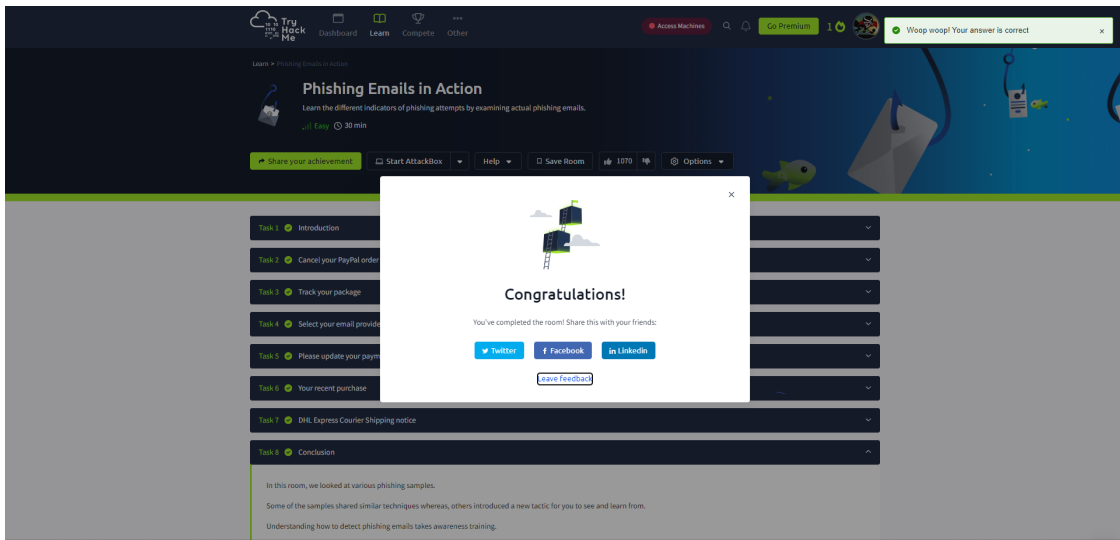 Try
Hack
Me
Dashboard
Learn
Compete
Other
Access Machines
Go Premium
1
Woop woop! Your answer is correct
Learn > Phishing Emails in Action
Phishing Emails in Action
Learn the different indicators of phishing attempts by examining actual phishing emails.
Easy 30 min
Share your achievement
Start AttackBox
Help
Save Room
1070
Options
Task 1 Introduction
Task 2 Cancel your PayPal order
Task 3 Track your package
Task 4 Select your email provide
Task 5 Please update your paym
Task 6 Your recent purchase
Task 7 DHL Express Courier Shipping notice
Task 8 Conclusion
Congratulations!
You've completed the room! Share this with your friends:
Twitter
Facebook
in Linkedin
Leave feedback
In this room, we looked at various phishing samples.
Some of the samples shared similar techniques whereas, others introduced a new tactic for you to see and learn from.
Understanding how to detect phishing emails takes awareness training.